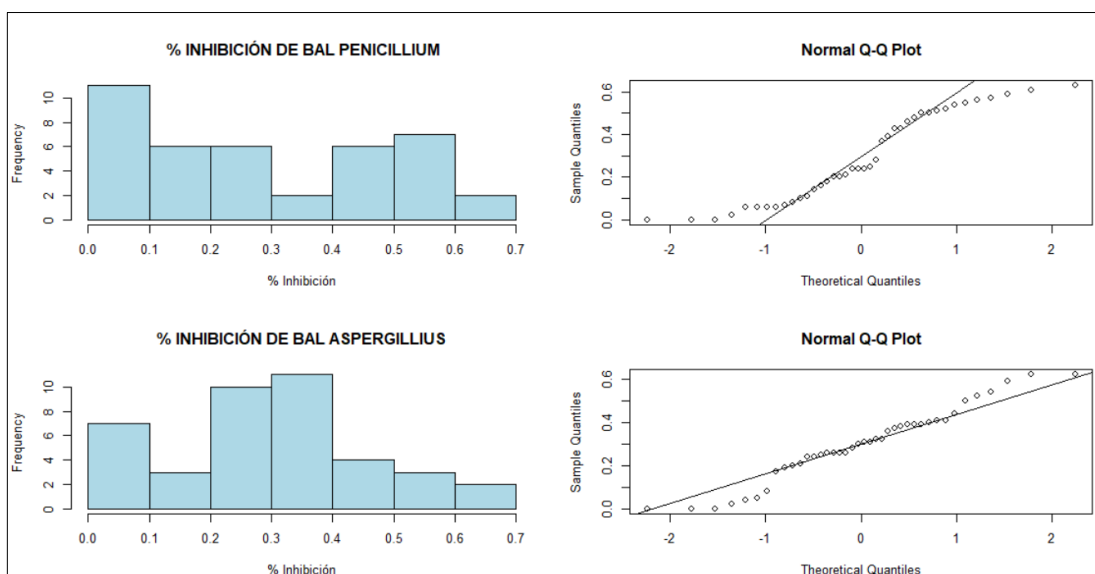 % INHIBICIÓN DE BAL PENICILLIUM
Frequency
0 2 4 6 8 10
0.0 0.1 0.2 0.3 0.4 0.5 0.6 0.7
% Inhibición
Normal Q-Q Plot
Sample Quantiles
0.0 0.2 0.4 0.6
-2 -1 0 1 2
Theoretical Quantiles
% INHIBICIÓN DE BAL ASPERGILLIUS
Frequency
0 2 4 6 8 10
0.0 0.1 0.2 0.3 0.4 0.5 0.6 0.7
% Inhibición
Normal Q-Q Plot
Sample Quantiles
0.0 0.2 0.4 0.6
-2 -1 0 1 2
Theoretical Quantiles